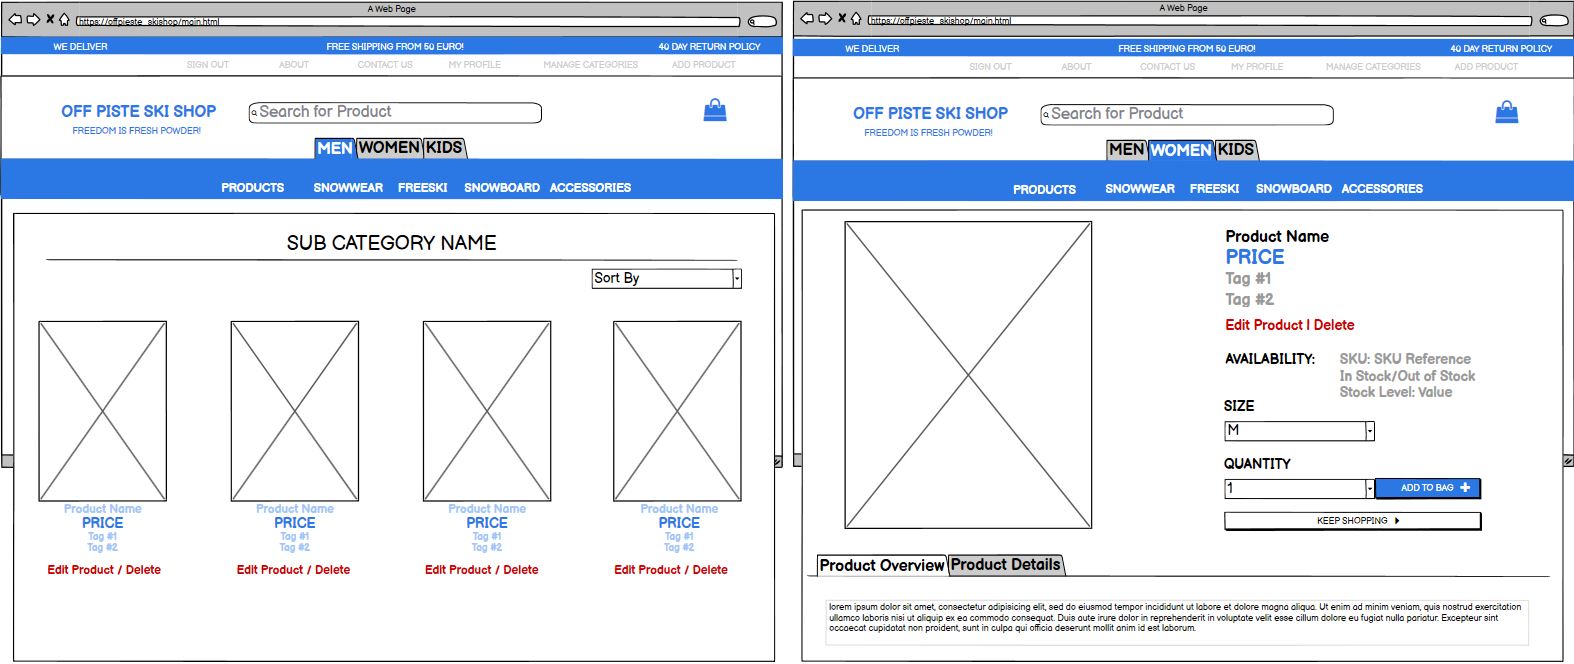 A Web Page
https://offpieste_skishop/main.html
WE DELIVER FREE SHIPPING FROM 50 EURO! 40 DAY RETURN POLICY
SIGN OUT ABOUT CONTACT US MY PROFILE MANAGE CATEGORIES ADD PRODUCT
OFF PISTE SKI SHOP
Search for Product
FREEDOM IS FRESH POWDER!
MEN WOMEN KIDS
PRODUCTS SNOWWEAR FREESKI SNOWBOARD ACCESSORIES
SUB CATEGORY NAME
Sort By
Product Name Product Name Product Name Product Name
PRICE PRICE PRICE PRICE
Tag #1 Tag #1 Tag #1 Tag #1
Tag #2 Tag #2 Tag #2 Tag #2
Edit Product / Delete Edit Product / Delete Edit Product / Delete Edit Product / Delete
A Web Page
https://offpieste_skishop/main.html
WE DELIVER FREE SHIPPING FROM 50 EURO! 40 DAY RETURN POLICY
SIGN OUT ABOUT CONTACT US MY PROFILE MANAGE CATEGORIES ADD PRODUCT
OFF PISTE SKI SHOP
Search for Product
FREEDOM IS FRESH POWDER!
MEN WOMEN KIDS
PRODUCTS SNOWWEAR FREESKI SNOWBOARD ACCESSORIES
Product Name
PRICE
Tag #1
Tag #2
Edit Product | Delete
AVAILABILITY: SKU: SKU Reference
In Stock/Out of Stock
Stock Level: Value
SIZE
M
QUANTITY
1 ADD TO BAG
KEEP SHOPPING
Product Overview Product Details
lorem ipsum dolor sit amet, consectetur adipisicing elit, sed do eiusmod tempor incididunt ut labore et dolore magna aliqua. Ut enim ad minim veniam, quis nostrud exercitation
ullamco laboris nisi ut aliquip ex ea commodo consequat. Duis aute irure dolor in reprehenderit in voluptate velit esse cillum dolore eu fugiat nulla pariatur. Excepteur sint
occaecat cupidatat non proident, sunt in culpa qui officia deserunt mollit anim id est laborum.